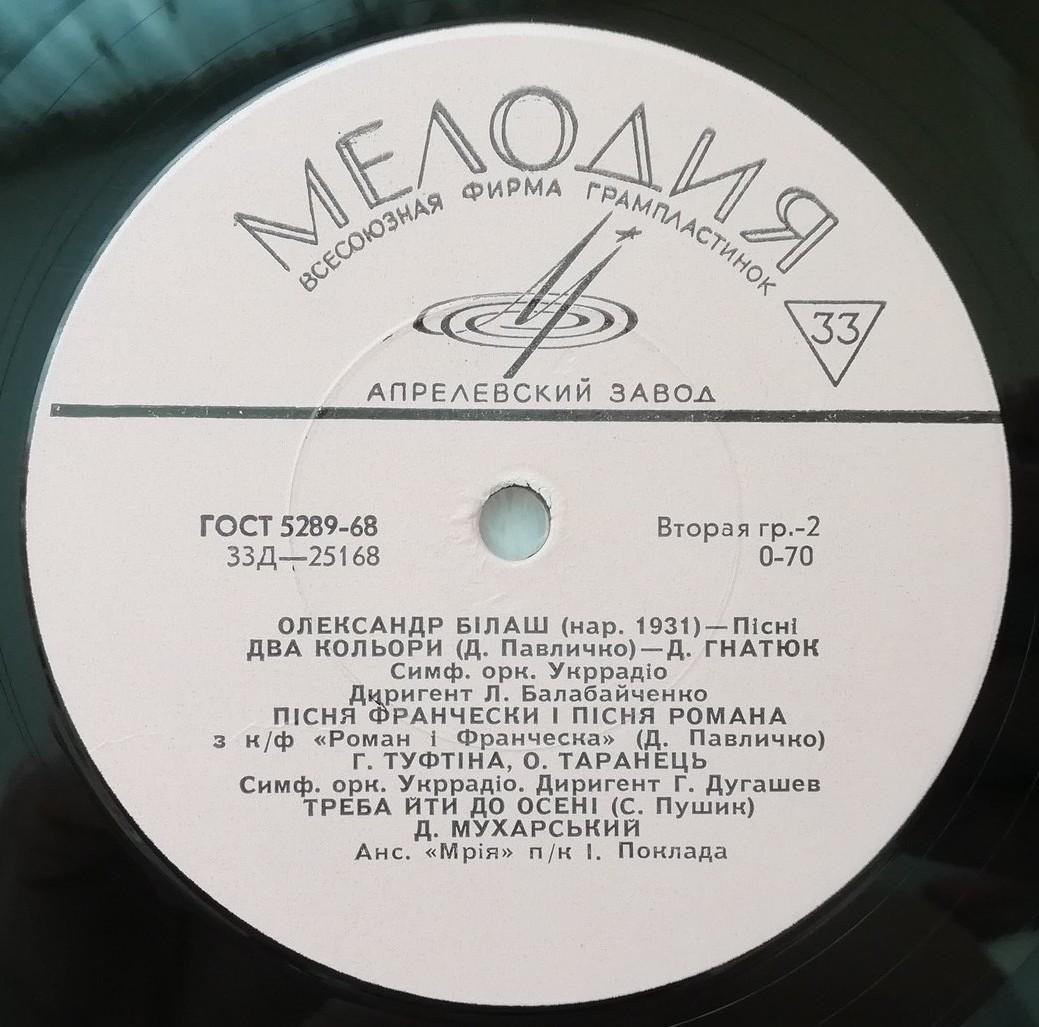 МЕЛОДИЯ
ВСЕСОЮЗНАЯ ФИРМА ГРАМПЛАСТИНОК
33
АПРЕЛЕВСКИЙ ЗАВОД
ГОСТ 5289-68 Вторая гр.-2
33Д—25168 0-70
ОЛЕКСАНДР БІЛАШ (нар. 1931)—Пісні
ДВА КОЛЬОРИ (Д. Павличко)—Д. ГНАТЮК
Симф. орк. Укррадіо
Диригент Л. Балабайченко
ПІСНЯ ФРАНЧЕСКИ І ПІСНЯ РОМАНА
з к/ф «Роман і Франческа» (Д. Павличко)
Г. ТУФТІНА, О. ТАРАНЕЦЬ
Симф. орк. Укррадіо. Диригент Г. Дугашев
ТРЕБА ЙТИ ДО ОСЕНІ (С. Пушик)
Д. МУХАРСЬКИЙ
Анс. «Мрія» п/к І. Поклада